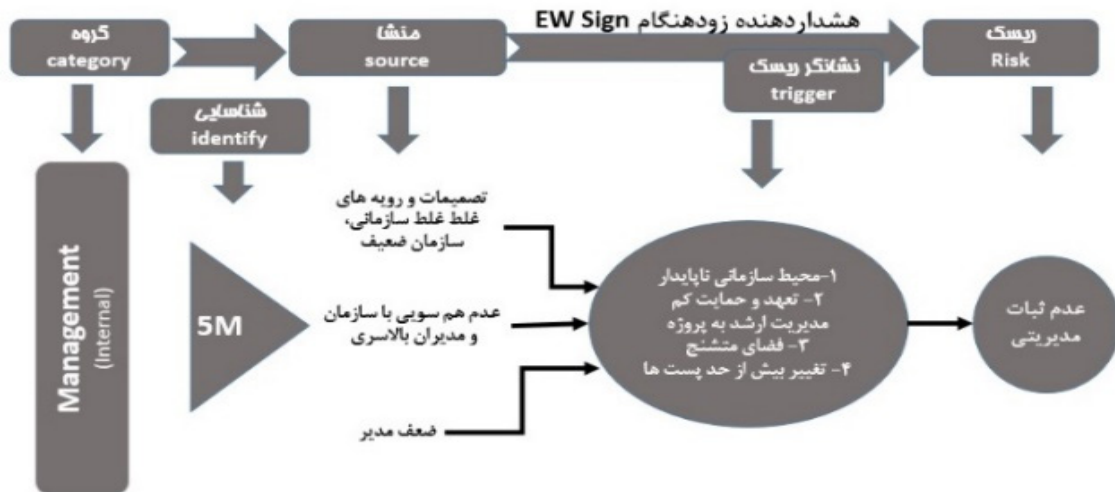 هشداردهنده زودهنگام EW Sign
گروه
category
منشا
source
نشانگر ریسک
trigger
ریسک
Risk
شناسایی
identify
Management
(Internal)
5M
تصمیمات و رویه های
غلط غلط سازمانی،
سازمان ضعیف
عدم هم سویی با سازمان
و مدیران بالاسری
ضعف مدیر
۱-محیط سازمانی ناپایدار
۲- تعهد و حمایت کم
مدیریت ارشد به پروژه
۳- فضای متشنج
۴- تغییر بیش از حد پست ها
عدم ثبات
مدیریتی